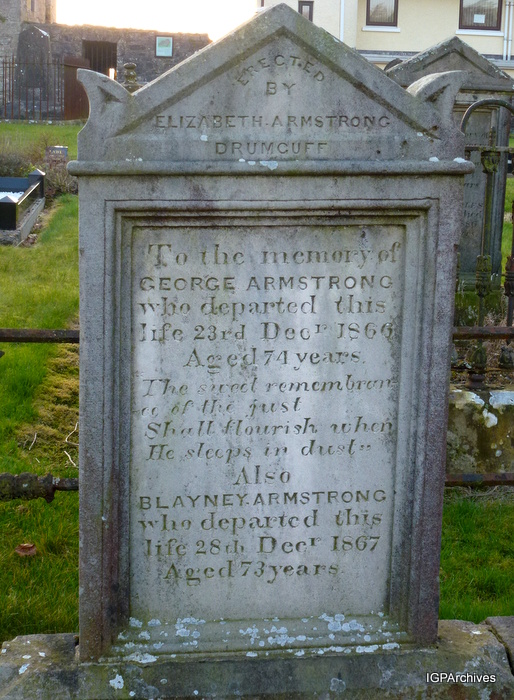 ERECTED
BY
ELIZABETH·ARMSTRONG
DRUMGUFF
To the memory of
GEORGE ARMSTRONG
who departed this
life 23rd Decr 1866
Aged 74 years.
The sweet remembran
ce of the just
Shall flourish when
He sleeps in dust"
Also
BLAYNEY·ARMSTRONG
who departed this
life 28th Decr 1867
Aged 73 years
IGPArchives